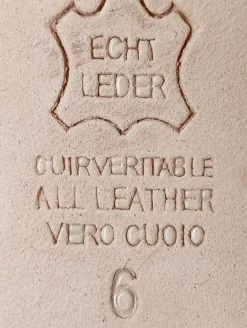 ECHT
LEDER
CUIRVERITABLE
ALL LEATHER
VERO CUOIO
6